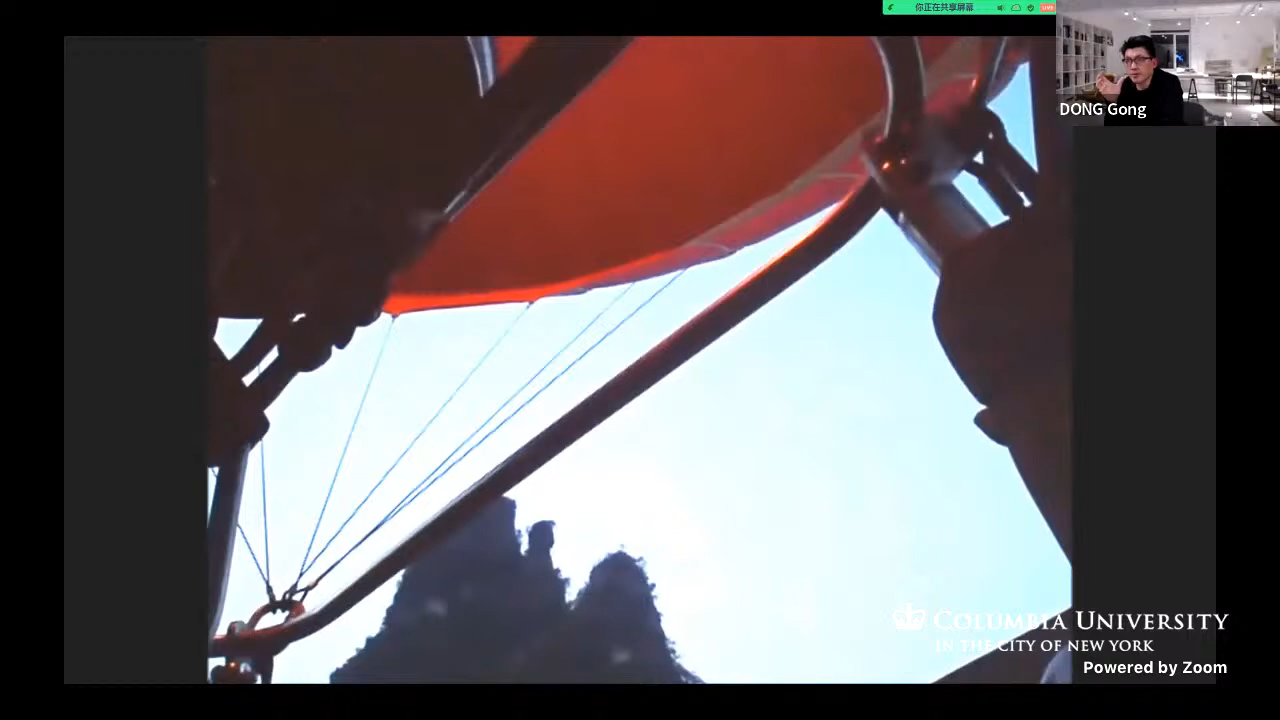 你正在共享屏幕
DONG Gong
COLUMBIA UNIVERSITY
IN THE CITY OF NEW YORK
Powered by Zoom